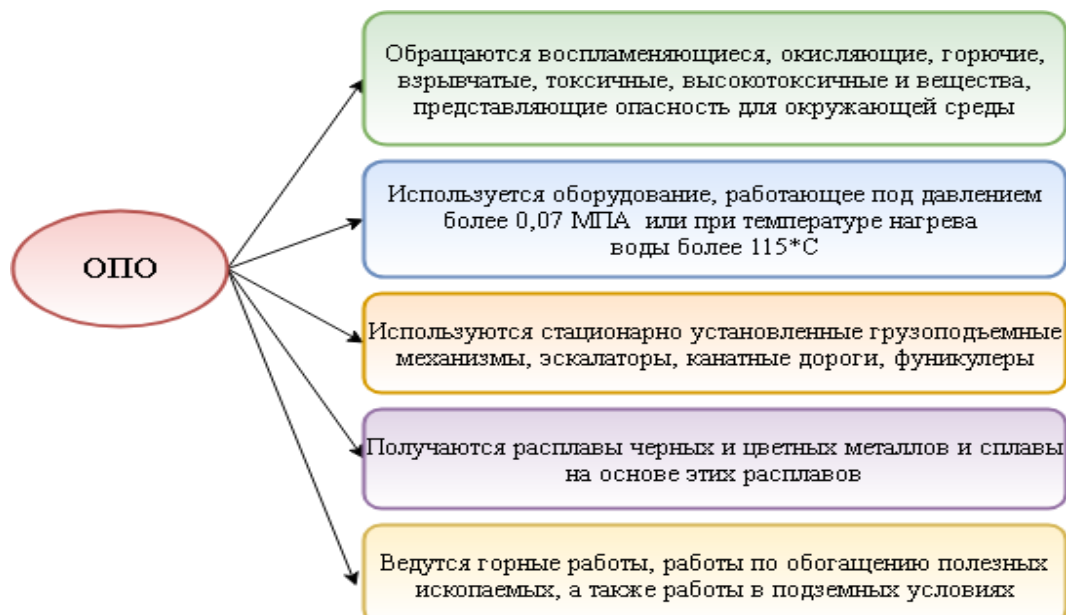 ОПО
Обращаются воспламеняющиеся, окисляющие, горючие,
взрывчатые, токсичные, высокотоксичные и вещества,
представляющие опасность для окружающей среды
Используется оборудование, работающее под давлением
более 0,07 МПА или при температуре нагрева
воды более 115*С
Используются стационарно установленные грузоподъемные
механизмы, эскалаторы, канатные дороги, фуникулеры
Получаются расплавы черных и цветных металлов и сплавы
на основе этих расплавов
Ведутся горные работы, работы по обогащению полезных
ископаемых, а также работы в подземных условиях